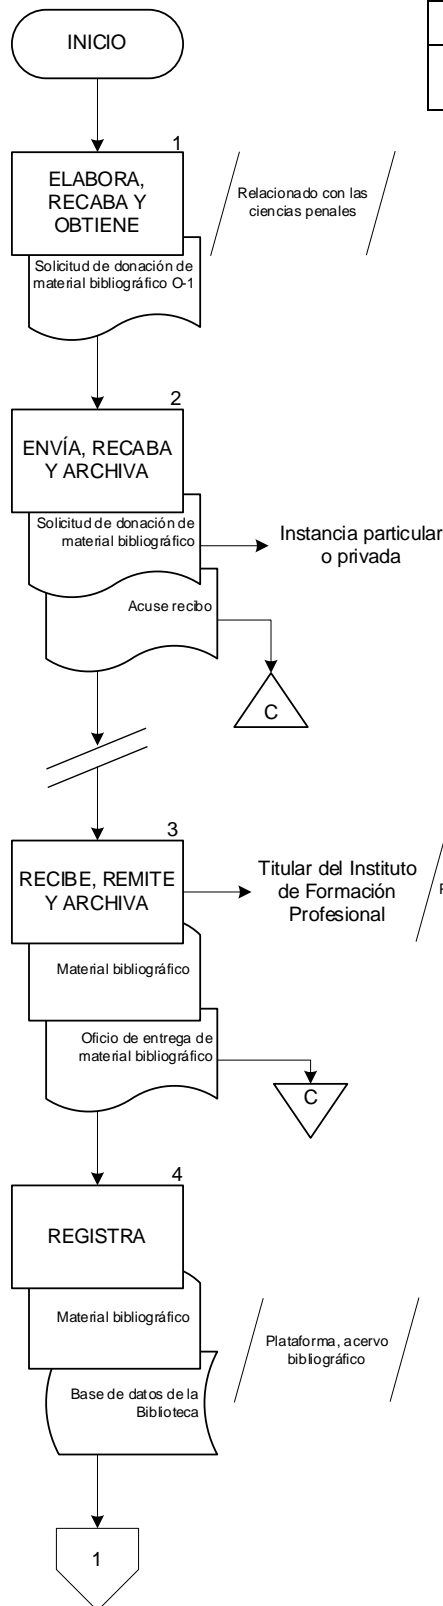 INICIO
1
ELABORA,
RECABA Y
OBTIENE
Relacionado con las
ciencias penales
Solicitud de donación de
material bibliográfico O-1
2
ENVÍA, RECABA
Y ARCHIVA
Solicitud de donación de
material bibliográfico
Instancia particular
o privada
Acuse recibo
C
3
RECIBE, REMITE
Y ARCHIVA
Titular del Instituto
de Formación
Profesional
Material bibliográfico
Oficio de entrega de
material bibliográfico
C
4
REGISTRA
Material bibliográfico
Plataforma, acervo
bibliográfico
Base de datos de la
Biblioteca
1